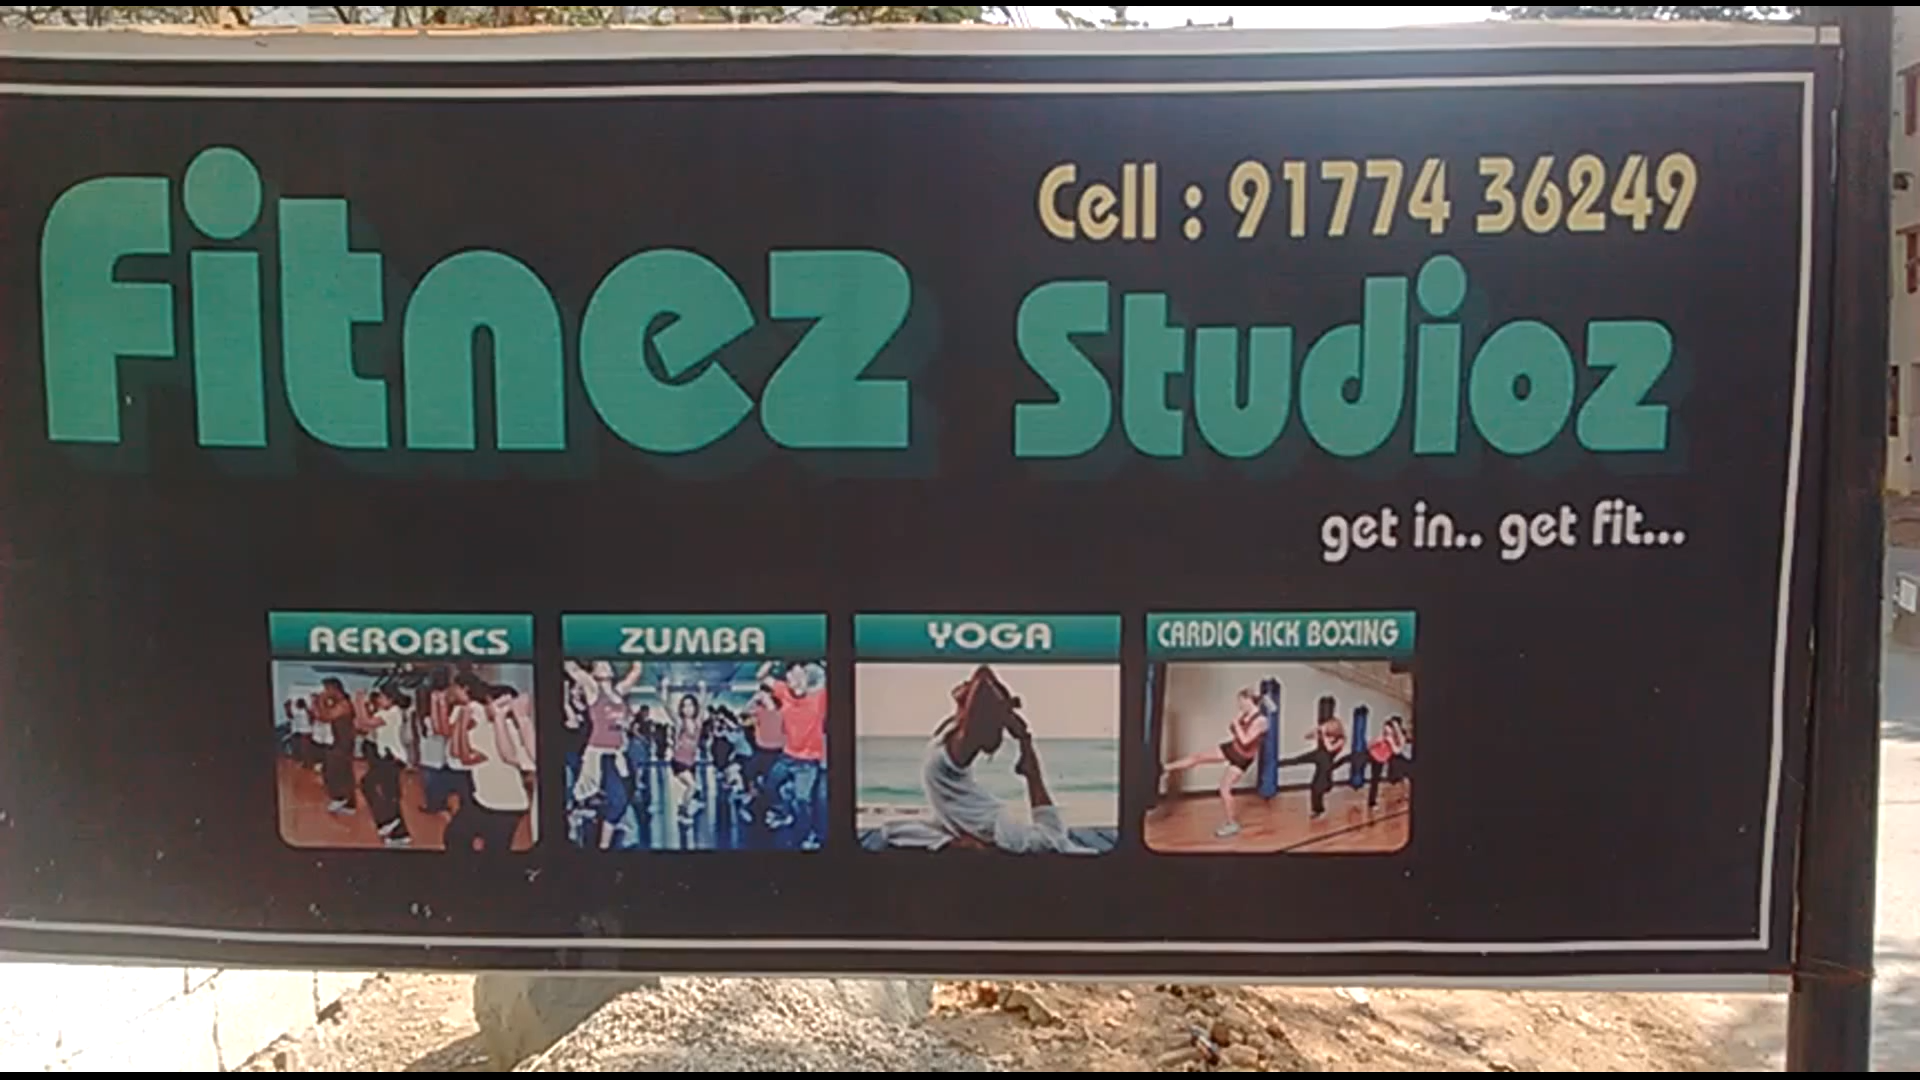 Cell : 91774 36249
Fitnez Studioz
get in.. get fit...
AEROBICS
ZUMBA
YOGA
CARDIO KICK BOXING